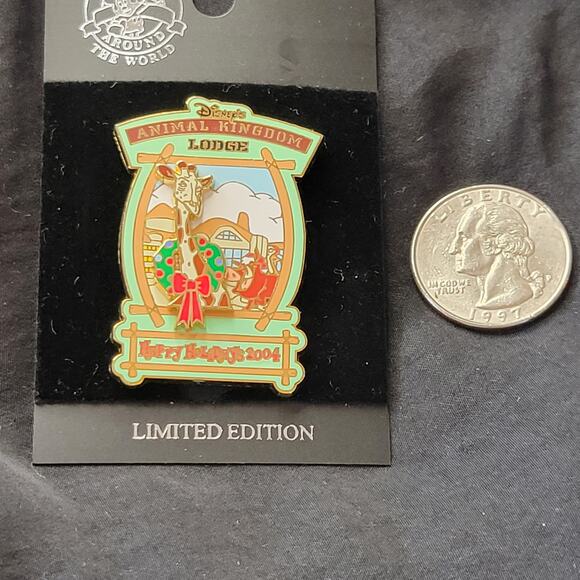 AROUND
THE WORLD
DISNEY'S
ANIMAL KINGDOM
LODGE
HAPPY HOLIDAYS 2004
LIMITED EDITION
LIBERTY
IN GOD WE
TRUST
P
1997